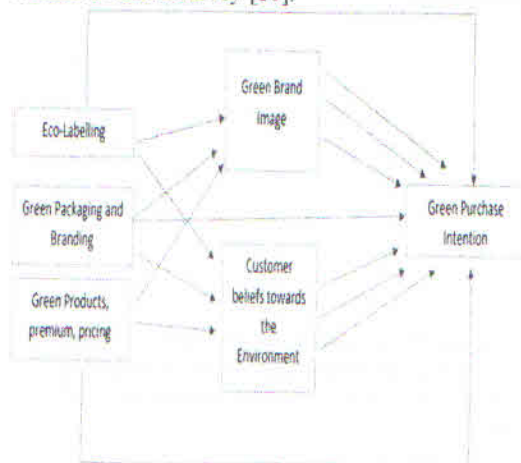 Green Brand
image
Eco-Labelling
Green Packaging and
Branding
Green Purchase
Intention
Customer
beliefs towards
the
Environment
Green Products,
premium, pricing